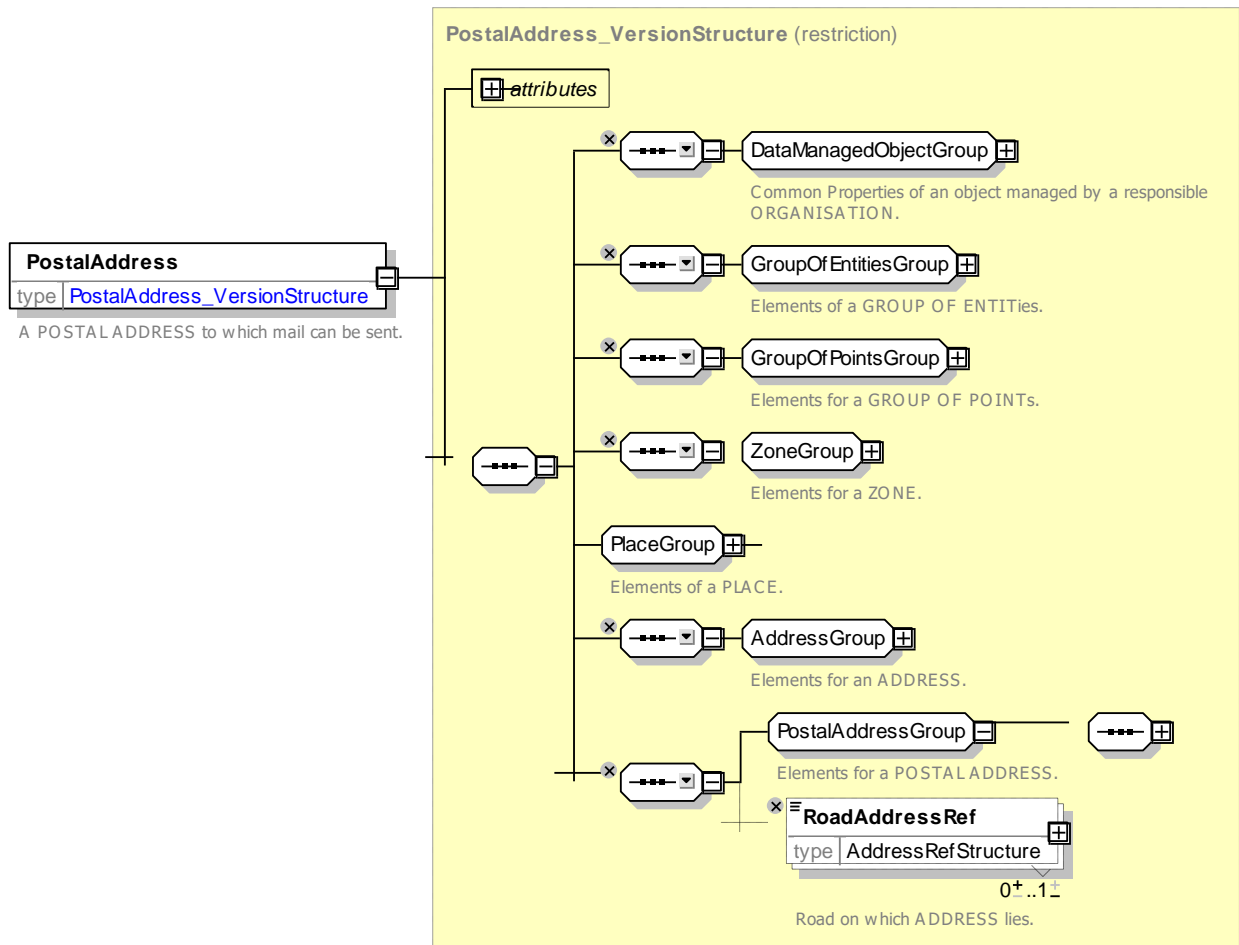 PostalAddress_VersionStructure (restriction)
attributes
DataManagedObjectGroup
Common Properties of an object managed by a responsible
ORGANISATION.
PostalAddress
type PostalAddress_VersionStructure
A POSTAL ADDRESS to which mail can be sent.
GroupOfEntitiesGroup
Elements of a GROUP OF ENTITies.
GroupOfPointsGroup
Elements for a GROUP OF POINTs.
ZoneGroup
Elements for a ZONE.
PlaceGroup
Elements of a PLACE.
AddressGroup
Elements for an ADDRESS.
PostalAddressGroup
Elements for a POSTAL ADDRESS.
RoadAddressRef
type AddressRefStructure
0±..1±
Road on which ADDRESS lies.